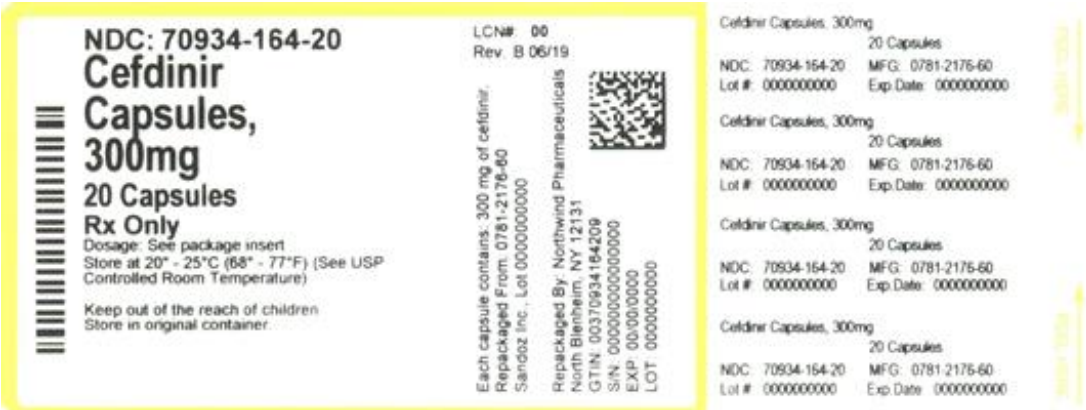 NDC: 70934-164-20
Cefdinir
Capsules,
300mg
20 Capsules
Rx Only
Dosage: See package insert
Store at 20° - 25°C (68° - 77°F) (See USP
Controlled Room Temperature)
Keep out of the reach of children
Store in original container
LCN#: 00
Rev. B 06/19
Each capsule contains: 300 mg of cefdinir.
Repackaged From: 0781-2176-60
Sandoz Inc., Lot 0000000000
Repackaged By: Northwind Pharmaceuticals
North Blenheim, NY 12131
GTIN: 00370934164209
S/N: 00000000000000
EXP: 00/00/0000
LOT: 0000000000
Cefdinir Capsules, 300mg
20 Capsules
NDC: 70934-164-20 MFG: 0781-2176-60
Lot #: 0000000000 Exp.Date: 0000000000
Cefdinir Capsules, 300mg
20 Capsules
NDC: 70934-164-20 MFG: 0781-2176-60
Lot #: 0000000000 Exp.Date: 0000000000
Cefdinir Capsules, 300mg
20 Capsules
NDC: 70934-164-20 MFG: 0781-2176-60
Lot #: 0000000000 Exp.Date: 0000000000
Cefdinir Capsules, 300mg
20 Capsules
NDC: 70934-164-20 MFG: 0781-2176-60
Lot # 0000000000 Exp.Date 0000000000